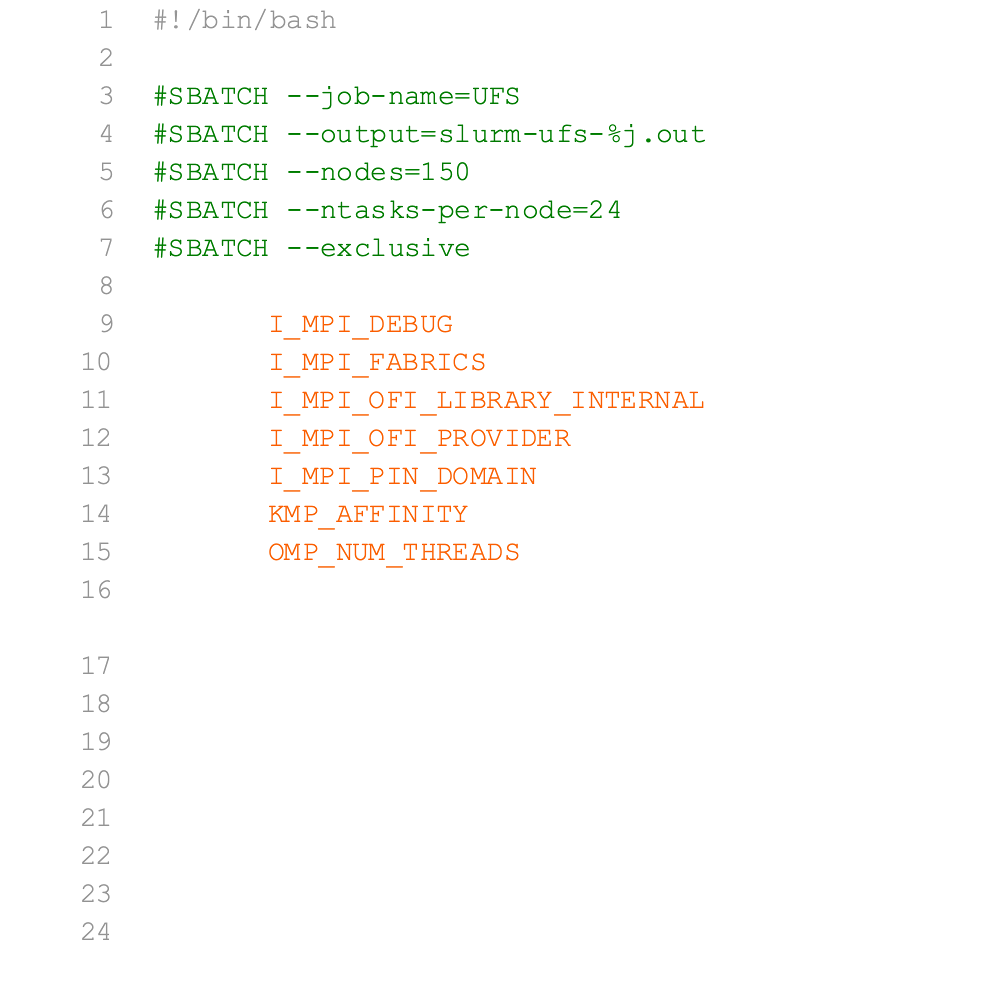 1 #!/bin/bash
2
3 #SBATCH --job-name=UFS
4 #SBATCH --output=slurm-ufs-%j.out
5 #SBATCH --nodes=150
6 #SBATCH --ntasks-per-node=24
7 #SBATCH --exclusive
8
9 I_MPI_DEBUG
10 I_MPI_FABRICS
11 I_MPI_OFI_LIBRARY_INTERNAL
12 I_MPI_OFI_PROVIDER
13 I_MPI_PIN_DOMAIN
14 KMP_AFFINITY
15 OMP_NUM_THREADS
16
17
18
19
20
21
22
23
24